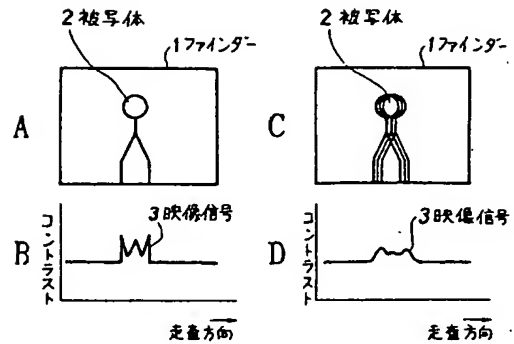 2被写体
1ファインダー
A
2被写体
1ファインダー
C
コントラスト
B
3映像信号
走査方向
コントラスト
D
3映像信号
走査方向